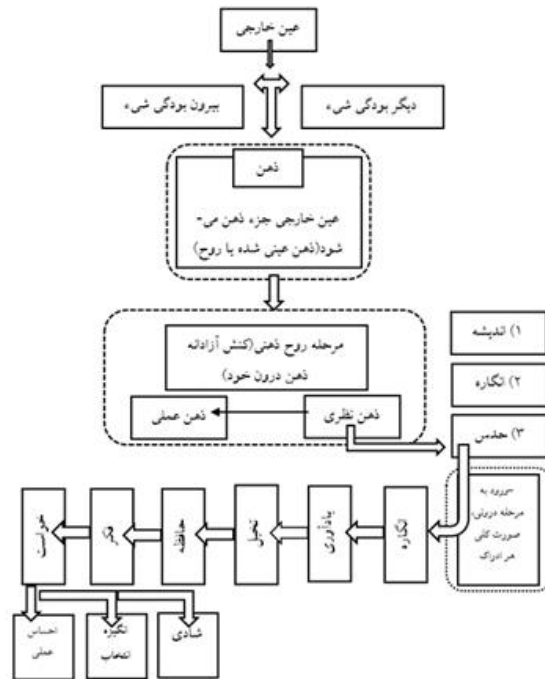 عین خارجی
دیگر بودگی شیء
بیرون بودگی شیء
ذهن
عین خارجی جزء ذهن می-
شود(ذهن عینی شده یا روح)
مرحله روح ذهنی(کنش آزادانه
ذهن درون خود)
ذهن نظری
ذهن عملی
۱) اندیشه
۲) انگاره
۳) حدس
ورود به
مرحله درونی،
صورت کلی
هر ادراک
انگاره
یادآوری
تخیل
حافظه
فکر
خواست
شادی
انگیزه
انتخاب
احساس
عملی